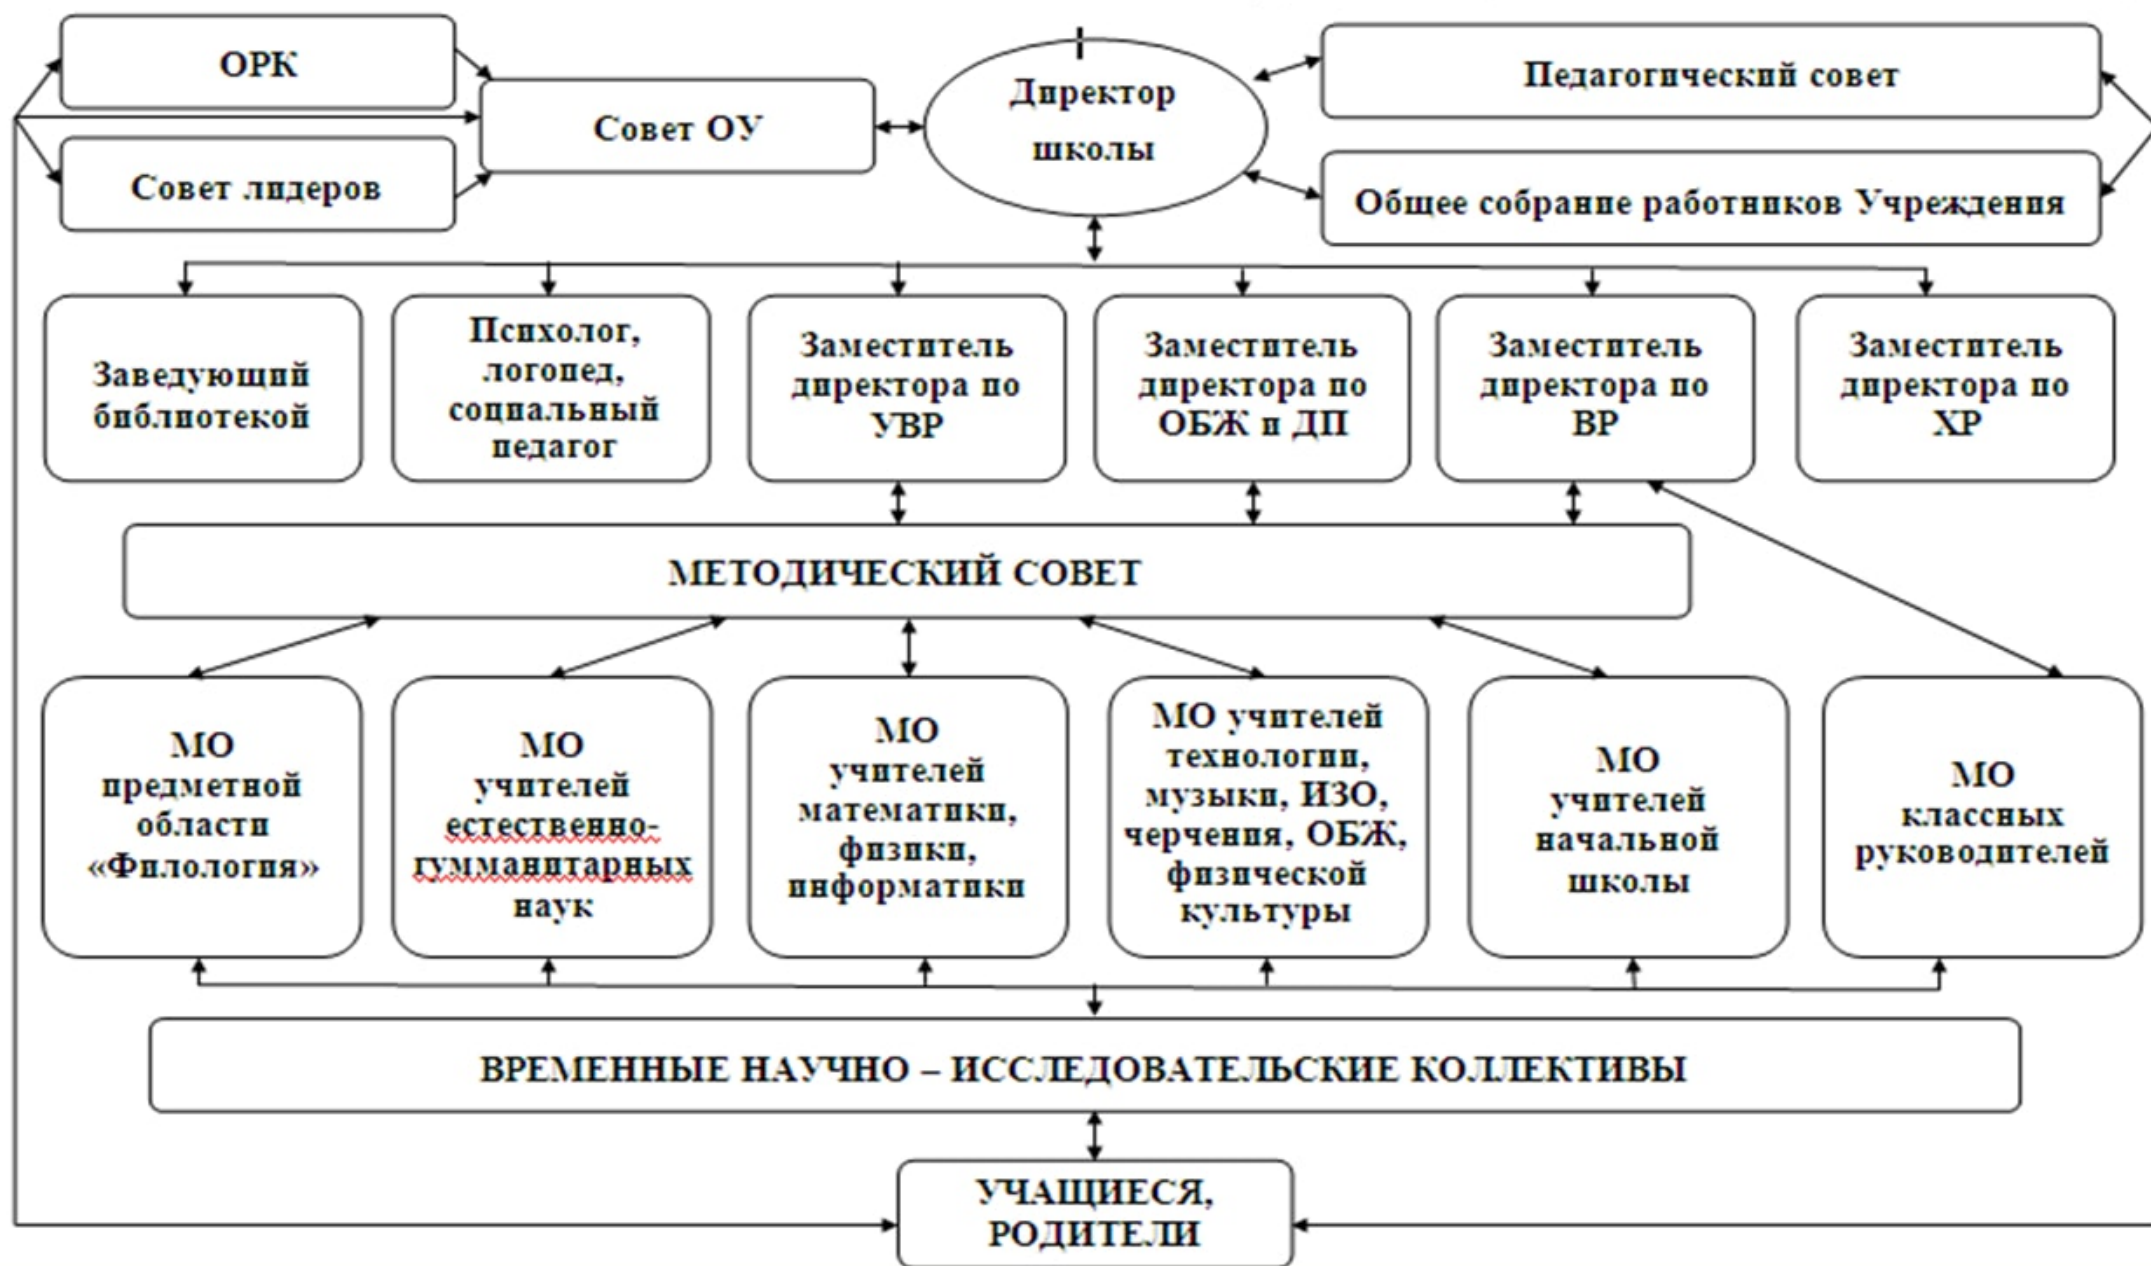 ОРК
Совет лидеров
Совет ОУ
Директор
школы
Педагогический совет
Общее собрание работников Учреждения
Заведующий
библиотекой
Психолог,
логопед,
социальный
педагог
Заместитель
директора по
УВР
Заместитель
директора по
ОБЖ и ДП
Заместитель
директора по
ВР
Заместитель
директора по
ХР
МЕТОДИЧЕСКИЙ СОВЕТ
МО
предметной
области
«Филология»
МО
учителей
естественно-
гумманитарных
наук
МО
учителей
математики,
физики,
информатики
МО учителей
технологии,
музыки, ИЗО,
черчения, ОБЖ,
физической
культуры
МО
учителей
начальной
школы
МО
классных
руководителей
ВРЕМЕННЫЕ НАУЧНО – ИССЛЕДОВАТЕЛЬСКИЕ КОЛЛЕКТИВЫ
УЧАЩИЕСЯ,
РОДИТЕЛИ